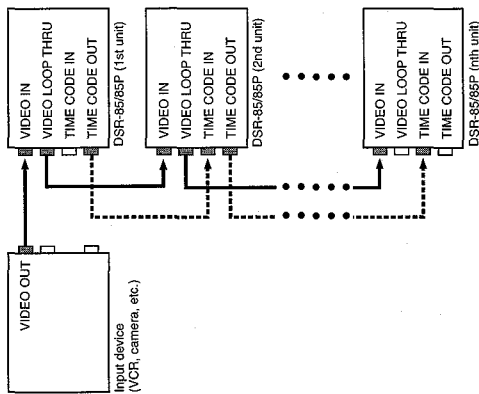 VIDEO IN
VIDEO LOOP THRU
TIME CODE IN
TIME CODE OUT
DSR-85/85P (1st unit)
VIDEO IN
VIDEO LOOP THRU
TIME CODE IN
TIME CODE OUT
DSR-85/85P (2nd unit)
VIDEO IN
VIDEO LOOP THRU
TIME CODE IN
TIME CODE OUT
DSR-85/85P (nth unit)
VIDEO OUT
Input device
(VCR, camera, etc.)